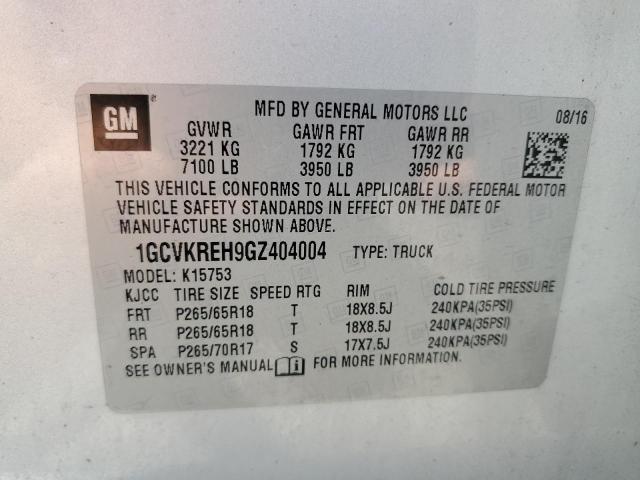 GM
®
MFD BY GENERAL MOTORS LLC 08/16
GVWR GAWR FRT GAWR RR
3221 KG 1792 KG 1792 KG
7100 LB 3950 LB 3950 LB
THIS VEHICLE CONFORMS TO ALL APPLICABLE U.S. FEDERAL MOTOR
VEHICLE SAFETY STANDARDS IN EFFECT ON THE DATE OF
MANUFACTURE SHOWN ABOVE.
1GCVKREH9GZ404004 TYPE: TRUCK
MODEL: K15753
KJCC TIRE SIZE SPEED RTG RIM COLD TIRE PRESSURE
FRT P265/65R18 T 18X8.5J 240KPA(35PSI)
RR P265/65R18 T 18X8.5J 240KPA(35PSI)
SPA P265/70R17 S 17X7.5J 240KPA(35PSI)
SEE OWNER'S MANUAL FOR MORE INFORMATION.